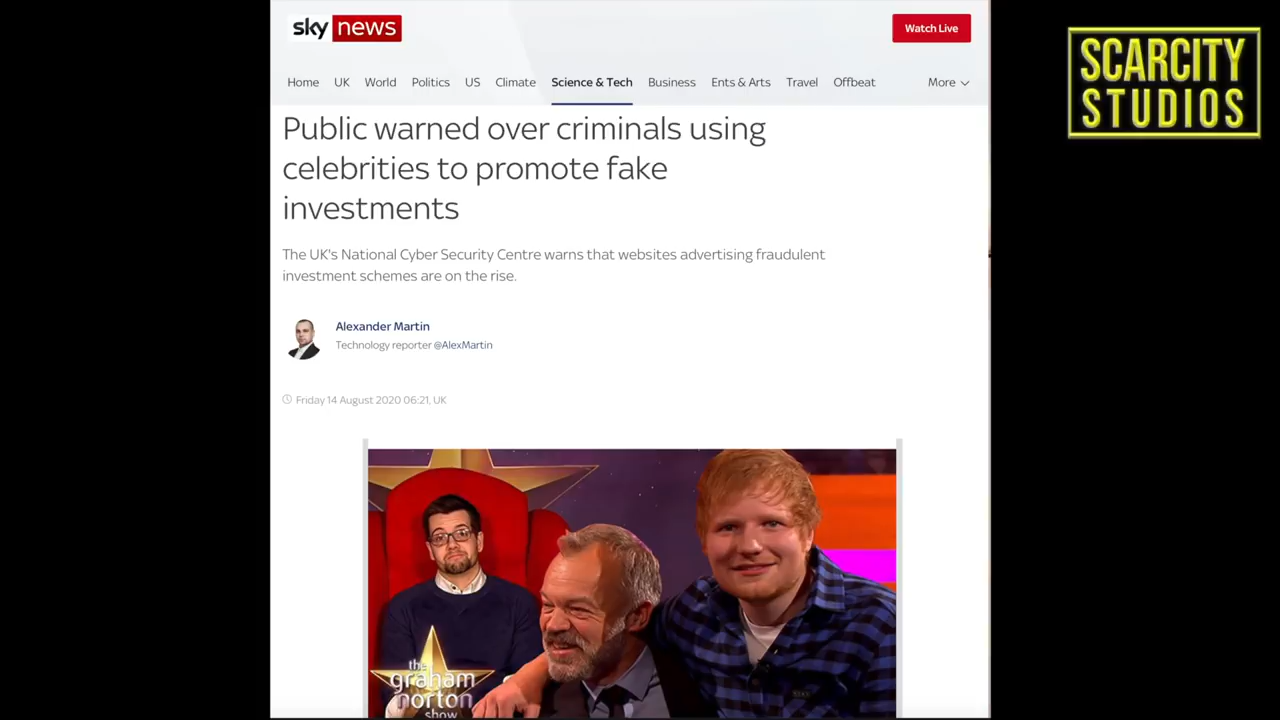 sky news
Watch Live
Home UK World Politics US Climate Science & Tech Business Ents & Arts Travel Offbeat More
SCARCITY
STUDIOS
Public warned over criminals using
celebrities to promote fake
investments
The UK's National Cyber Security Centre warns that websites advertising fraudulent
investment schemes are on the rise.
Alexander Martin
Technology reporter @AlexMartin
Friday 14 August 2020 06:21, UK
the
graham
norton
show